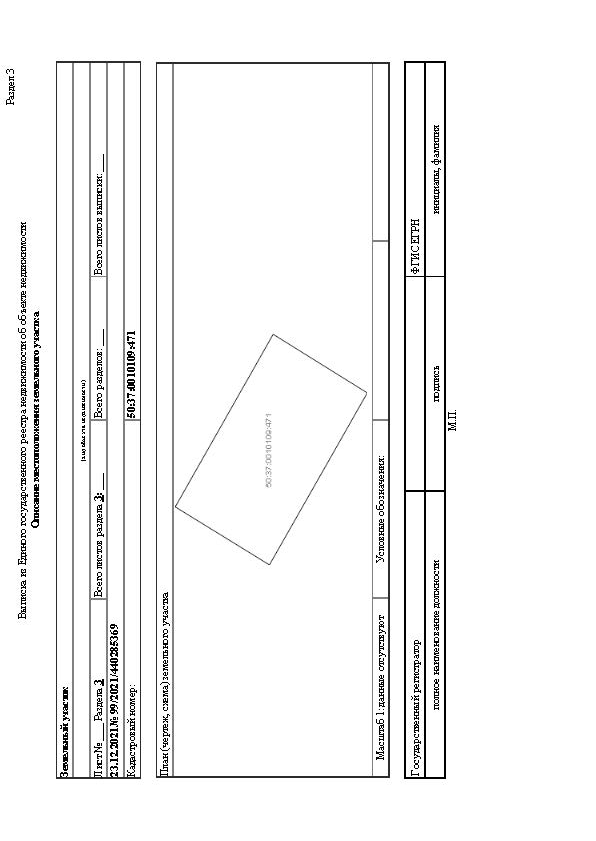 Раздел 3
Выписка из Единого государственного реестра недвижимости об объекте недвижимости
Описание местоположения земельного участка
Земельный участок
(вид объекта недвижимости)
Лист № ___ Раздела 3
Всего листов раздела 3: ___
Всего разделов: ___
Всего листов выписки: ___
23.12.2021 № 99/2021/440285369
Кадастровый номер:
50:37:0010109:471
План (чертеж, схема) земельного участка
50:37:0010109:471
Масштаб 1: данные отсутствуют
Условные обозначения:
Государственный регистратор
ФГИС ЕГРН
полное наименование должности
подпись
инициалы, фамилия
М.П.